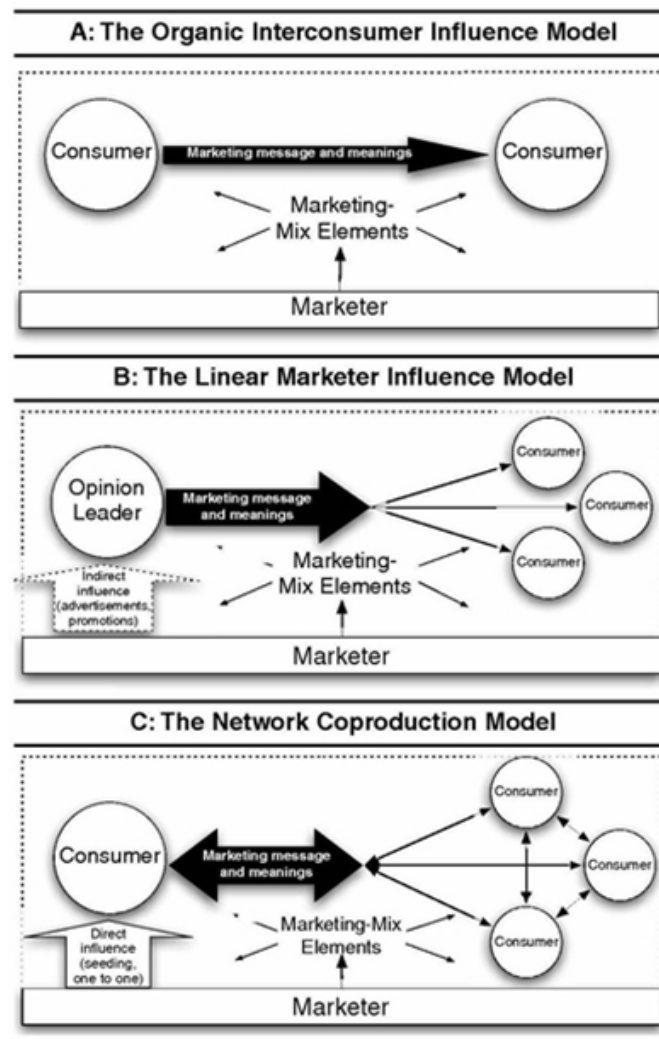 A: The Organic Interconsumer Influence Model
Consumer
Marketing message and meanings
Consumer
Marketing-
Mix Elements
Marketer
B: The Linear Marketer Influence Model
Opinion
Leader
Marketing message
and meanings
Consumer
Consumer
Consumer
Indirect
influence
(advertisements,
promotions)
Marketing-
Mix Elements
Marketer
C: The Network Coproduction Model
Consumer
Marketing message
and meanings
Consumer
Consumer
Consumer
Direct
influence
(seeding,
one to one)
Marketing-Mix
Elements
Marketer